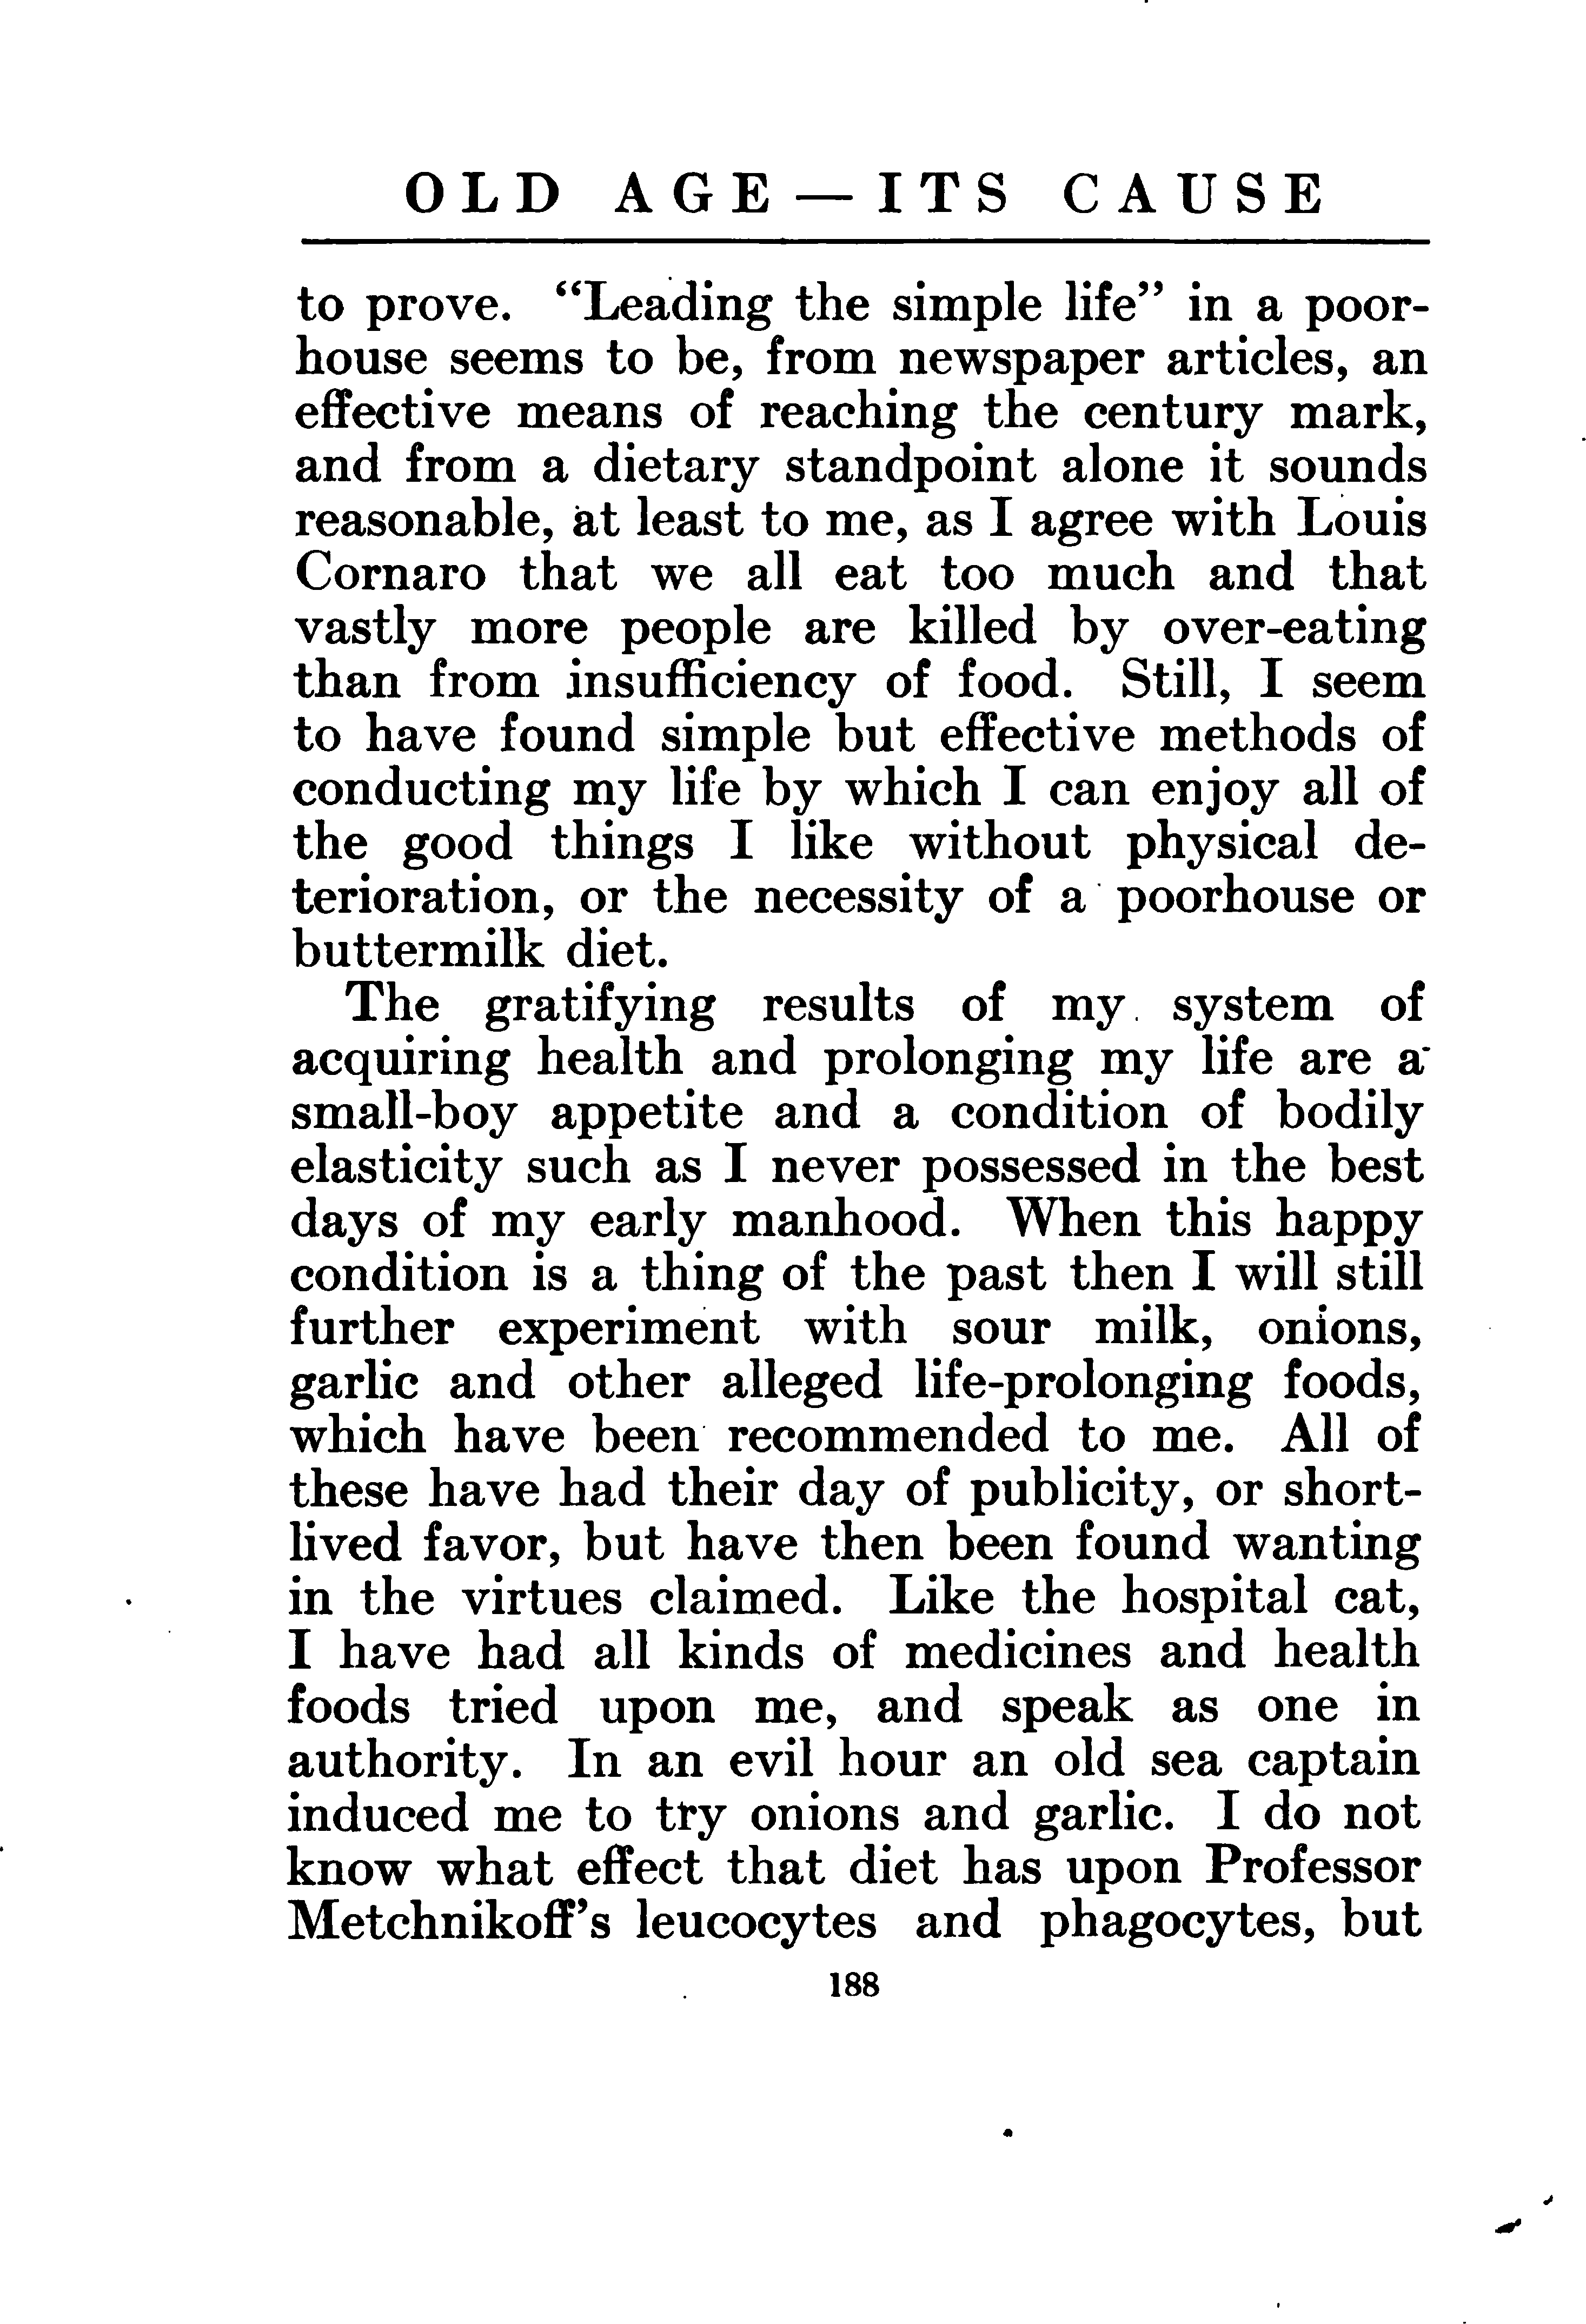 OLD AGE—ITS CAUSE
to prove. “Leading the simple life” in a poor-
house seems to be, from newspaper articles, an
effective means of reaching the century mark,
and from a dietary standpoint alone it sounds
reasonable, at least to me, as I agree with Louis
Cornaro that we all eat too much and that
vastly more people are killed by over-eating
than from insufficiency of food. Still, I seem
to have found simple but effective methods of
conducting my life by which I can enjoy all of
the good things I like without physical de-
terioration, or the necessity of a poorhouse or
buttermilk diet.
The gratifying results of my system of
acquiring health and prolonging my life are a
small-boy appetite and a condition of bodily
elasticity such as I never possessed in the best
days of my early manhood. When this happy
condition is a thing of the past then I will still
further experiment with sour milk, onions,
garlic and other alleged life-prolonging foods,
which have been recommended to me. All of
these have had their day of publicity, or short-
lived favor, but have then been found wanting
in the virtues claimed. Like the hospital cat,
I have had all kinds of medicines and health
foods tried upon me, and speak as one in
authority. In an evil hour an old sea captain
induced me to try onions and garlic. I do not
know what effect that diet has upon Professor
Metchnikoff’s leucocytes and phagocytes, but
188